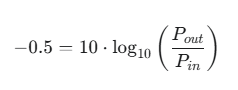 −0.5 = 10 · log₁₀ (P_out / P_in)